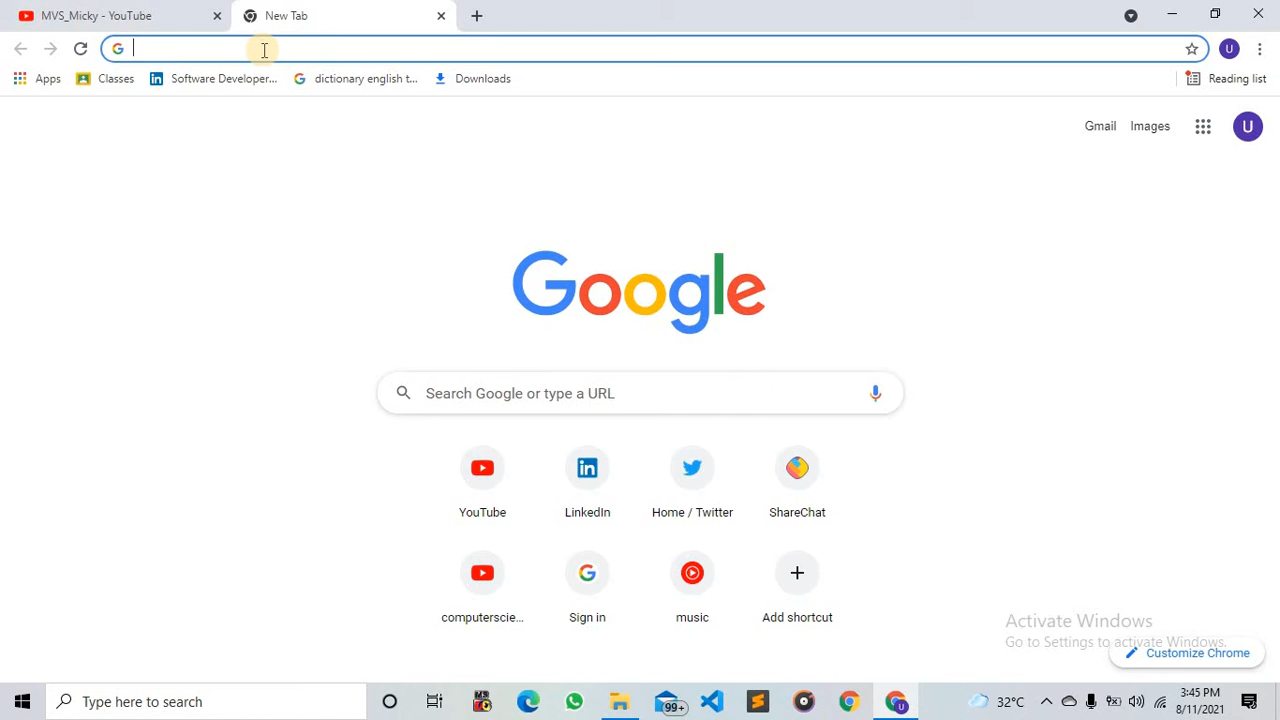 MVS_Micky - YouTube
New Tab
Apps
Classes
Software Developer...
dictionary english t...
Downloads
Reading list
U
Gmail
Images
U
Google
Search Google or type a URL
YouTube
LinkedIn
Home / Twitter
ShareChat
computerscie...
Sign in
music
Add shortcut
Activate Windows
Go to Settings to activate Windows.
Customize Chrome
Type here to search
99+
U
32°C
3:45 PM
8/11/2021